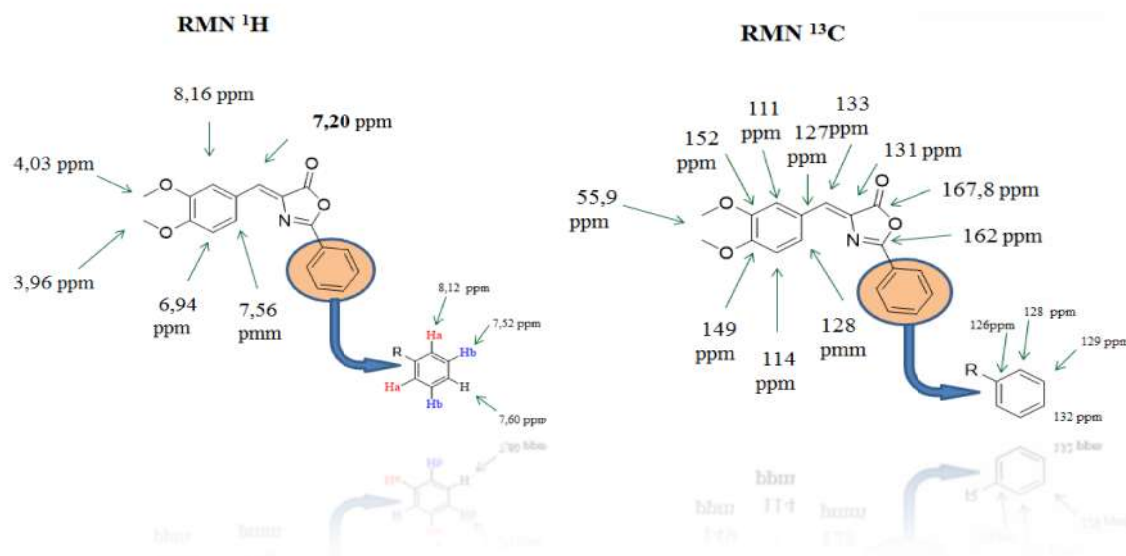 RMN ¹H
8,16 ppm
7,20 ppm
4,03 ppm
3,96 ppm
6,94
ppm
7,56
pmm
O
O
O
O
N
8,12 ppm
7,52 ppm
Ha
Hb
R
Ha
H
Hb
7,60 ppm
RMN ¹³C
111
ppm
133
ppm
152
ppm
127
ppm
131 ppm
55,9
ppm
167,8 ppm
162 ppm
O
O
O
O
N
149
ppm
114
ppm
128
pmm
126ppm
128 ppm
129 ppm
R
132 ppm